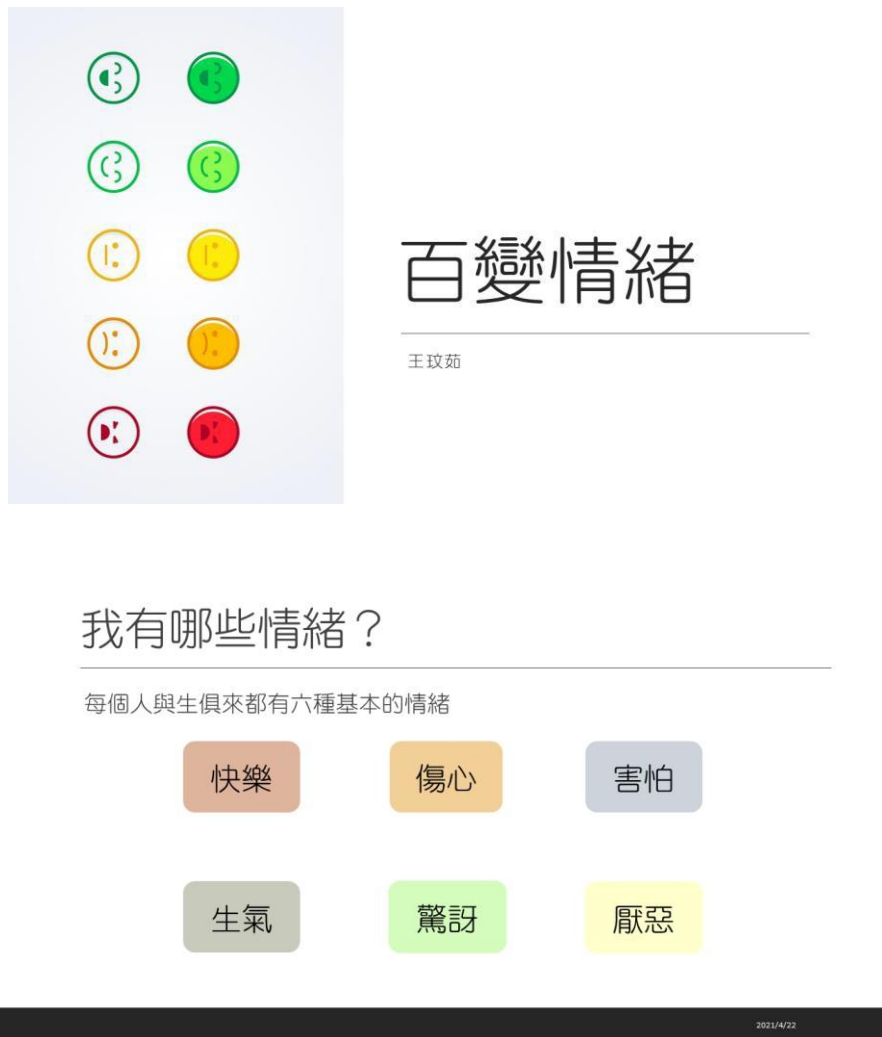 百變情緒
王玟茹
我有哪些情緒？
每個人與生俱來都有六種基本的情緒
快樂 傷心 害怕
生氣 驚訝 厭惡
2021/4/22